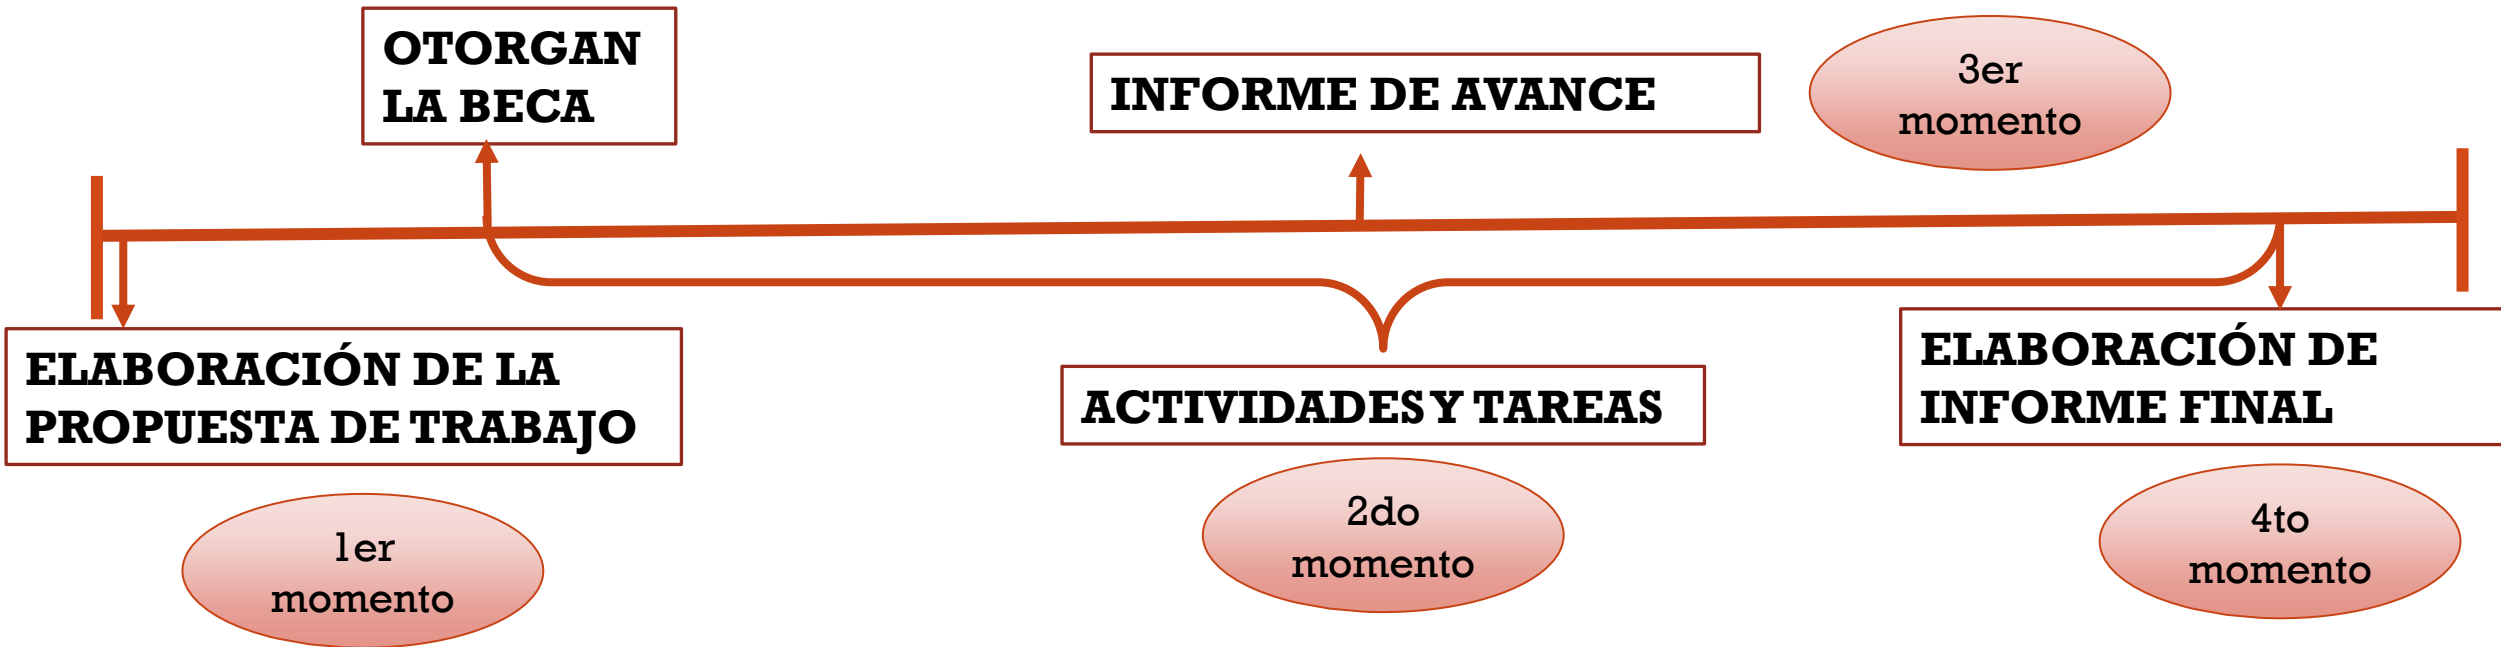 OTORGAN
LA BECA
INFORME DE AVANCE
3er
momento
ELABORACIÓN DE LA
PROPUESTA DE TRABAJO
1er
momento
ACTIVIDADES Y TAREAS
2do
momento
ELABORACIÓN DE
INFORME FINAL
4to
momento